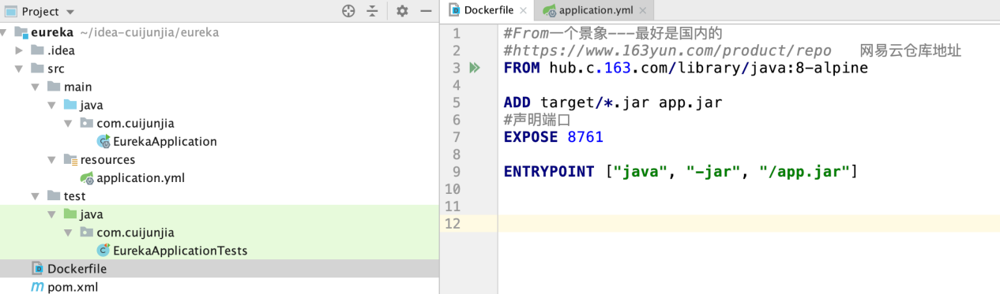 Project
eureka ~/idea-cuijunjia/eureka
.idea
src
main
java
com.cuijunjia
EurekaApplication
resources
application.yml
test
java
com.cuijunjia
EurekaApplicationTests
Dockerfile
pom.xml
Dockerfile application.yml
1 #From一个景象---最好是国内的
2 #https://www.163yun.com/product/repo 网易云仓库地址
3 FROM hub.c.163.com/library/java:8-alpine
4
5 ADD target/*.jar app.jar
6 #声明端口
7 EXPOSE 8761
8
9 ENTRYPOINT ["java", "-jar", "/app.jar"]
10
11
12